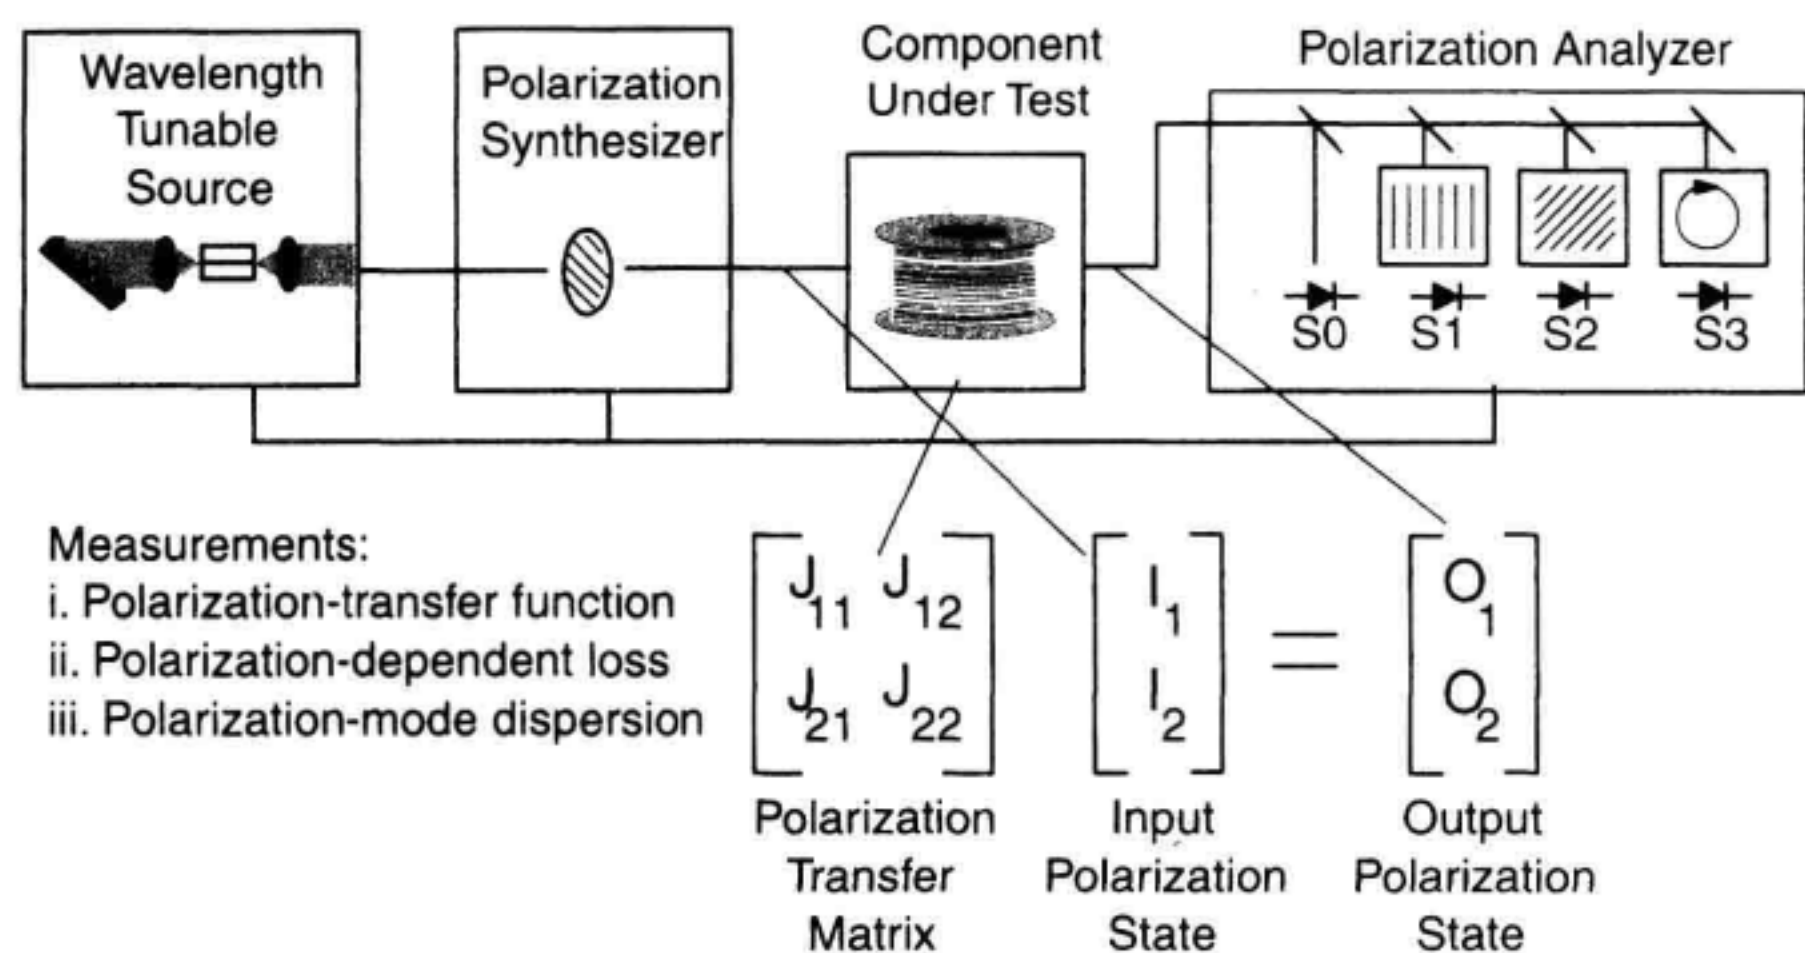 Wavelength
Tunable
Source
Polarization
Synthesizer
Component
Under Test
Polarization Analyzer
S0 S1 S2 S3
Measurements:
i. Polarization-transfer function
ii. Polarization-dependent loss
iii. Polarization-mode dispersion
J11 J12
J21 J22
I1
I2
=
O1
O2
Polarization
Transfer
Matrix
Input
Polarization
State
Output
Polarization
State